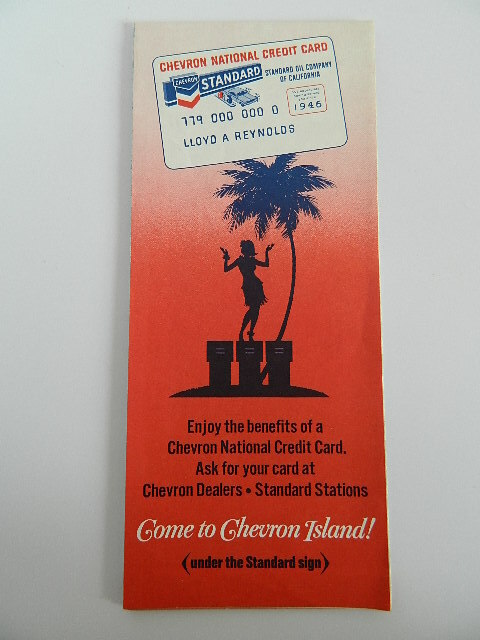 CHEVRON NATIONAL CREDIT CARD
CHEVRON
STANDARD
STANDARD OIL COMPANY
OF CALIFORNIA
1946
779 000 000 0
LLOYD A REYNOLDS
Enjoy the benefits of a
Chevron National Credit Card.
Ask for your card at
Chevron Dealers • Standard Stations
Come to Chevron Island!
(under the Standard sign)